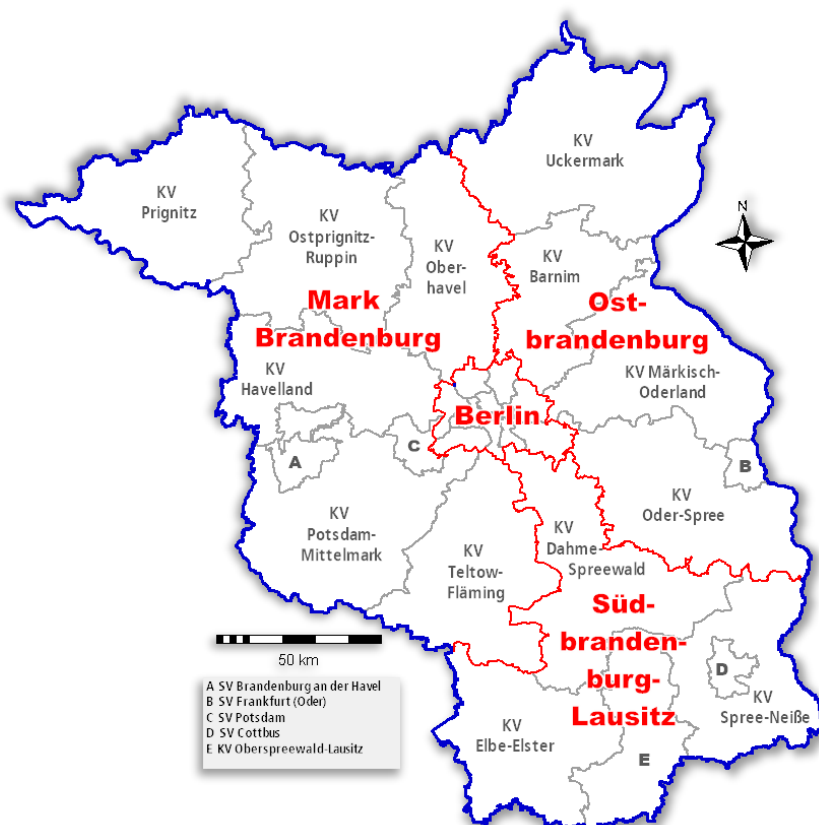 KV
Uckermark
KV
Prignitz
N
KV
Ostprignitz-
Ruppin
KV
Ober-
havel
KV
Barnim
Mark
Brandenburg
Ost-
brandenburg
KV
Havelland
KV Märkisch-
Oderland
Berlin
A
C
B
KV
Oder-Spree
KV
Potsdam-
Mittelmark
KV
Teltow-
Fläming
KV
Dahme-
Spreewald
Süd-
branden-
burg-
Lausitz
D
KV
Spree-Neiße
KV
Elbe-Elster
E
50 km
A SV Brandenburg an der Havel
B SV Frankfurt (Oder)
C SV Potsdam
D SV Cottbus
E KV Oberspreewald-Lausitz